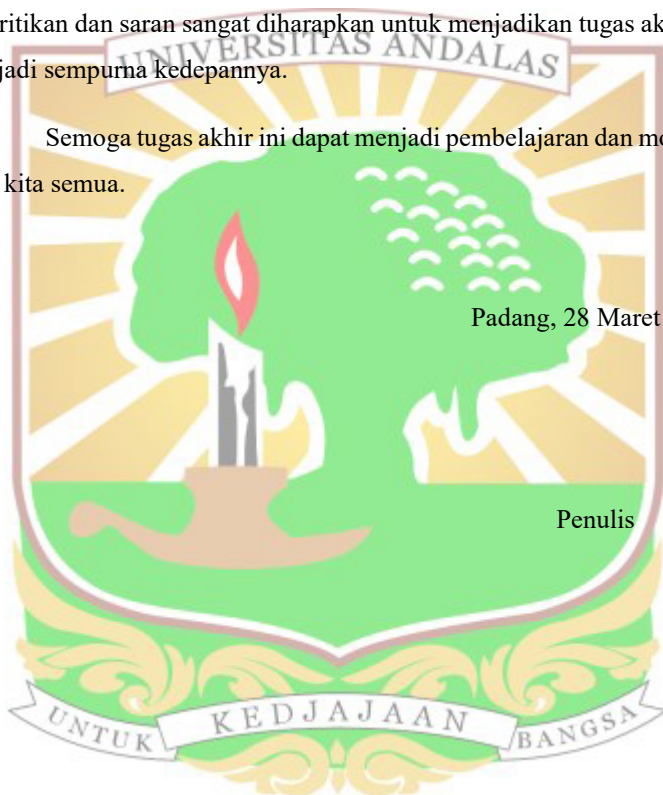 ritikan dan saran sangat diharapkan untuk menjadikan tugas ak
UNIVERSITAS ANDALAS
jadi sempurna kedepannya.
Semoga tugas akhir ini dapat menjadi pembelajaran dan me
kita semua.
Padang, 28 Maret
Penulis
UNTUK KEDJAJAAN BANGSA